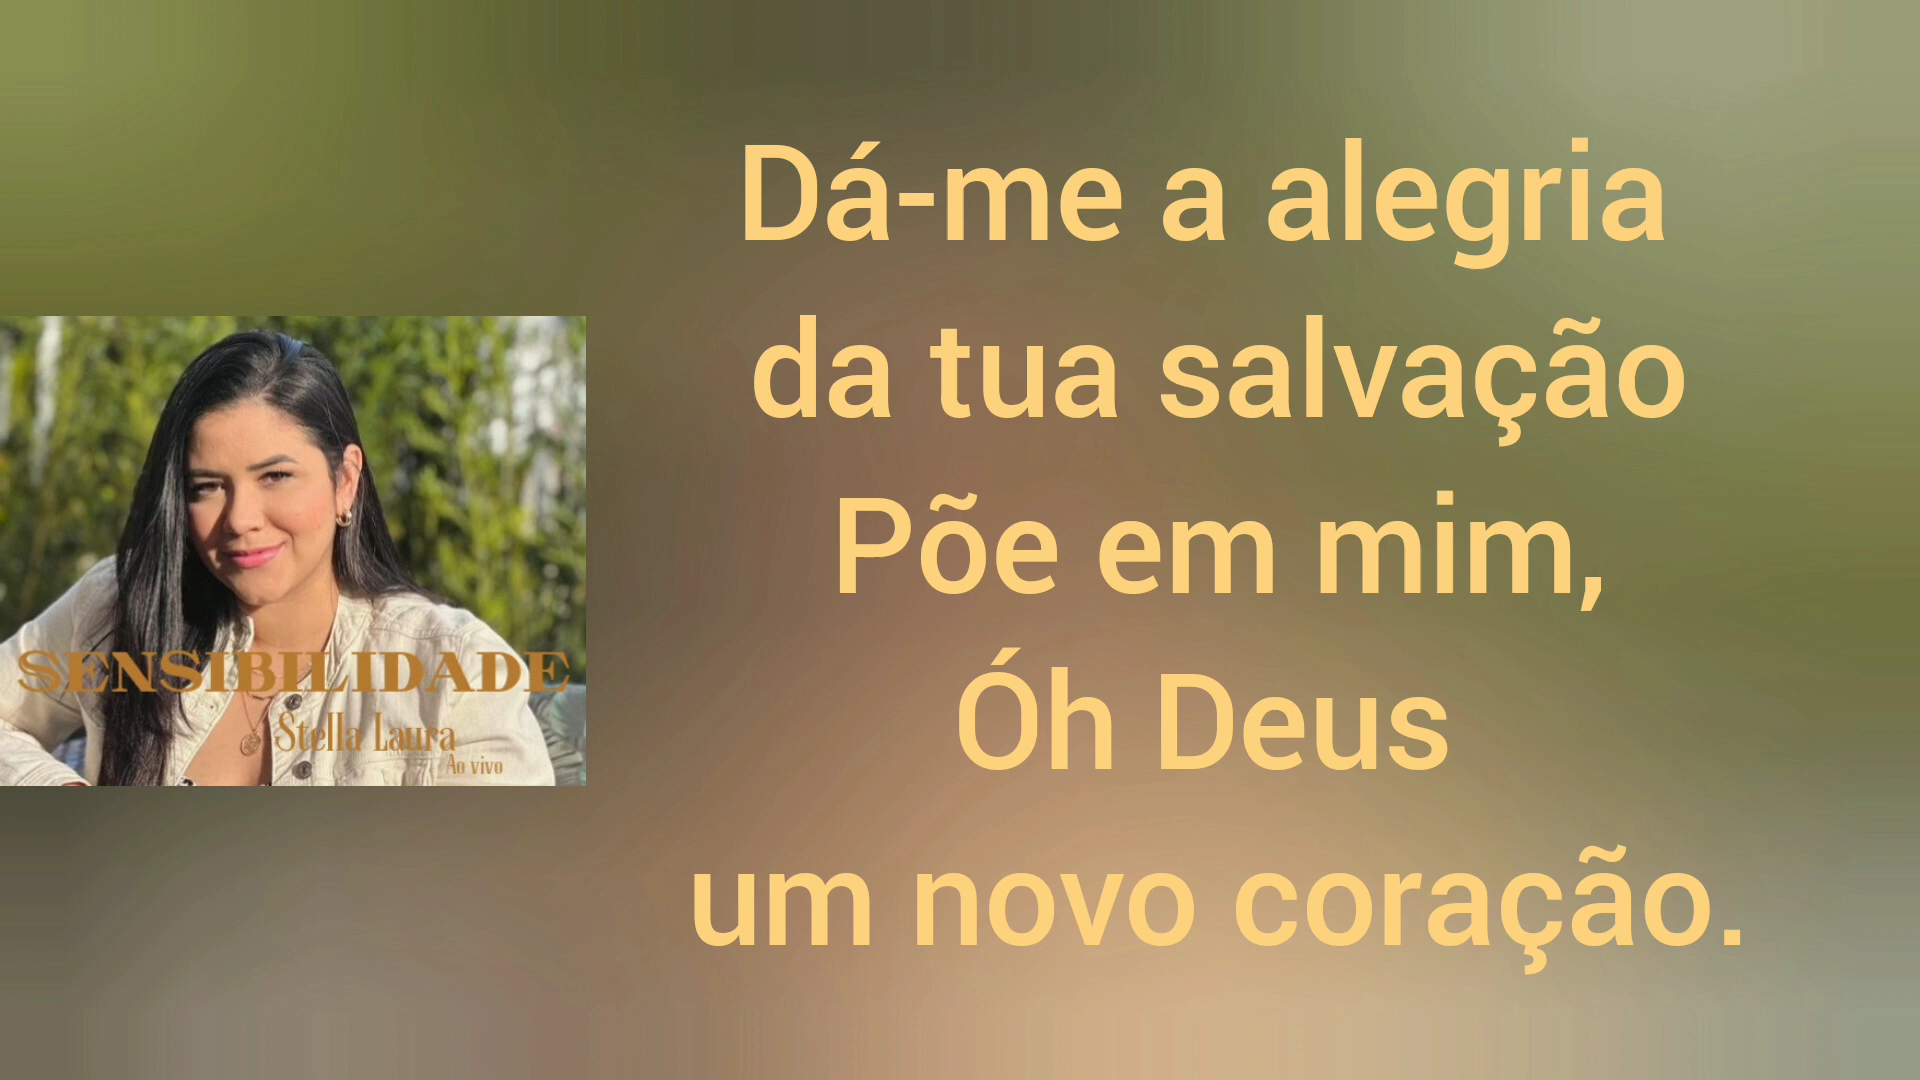 Dá-me a alegria
da tua salvação
Põe em mim,
Óh Deus
um novo coração.
SENSIBILIDADE
Stella Laura
Ao vivo